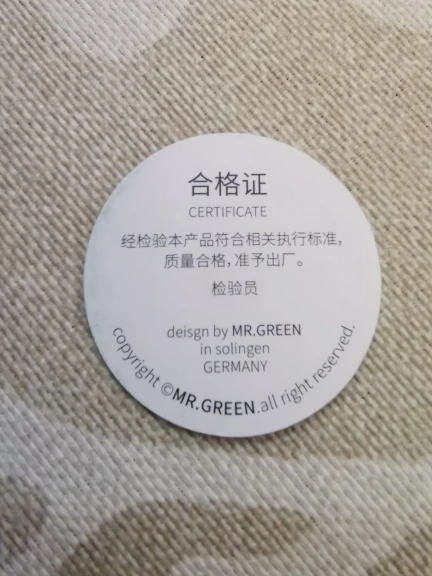 合格证
CERTIFICATE
经检验本产品符合相关执行标准,
质量合格,准予出厂。
检验员
deisgn by MR.GREEN
in solingen
GERMANY
copyright ©MR.GREEN.all right reserved.